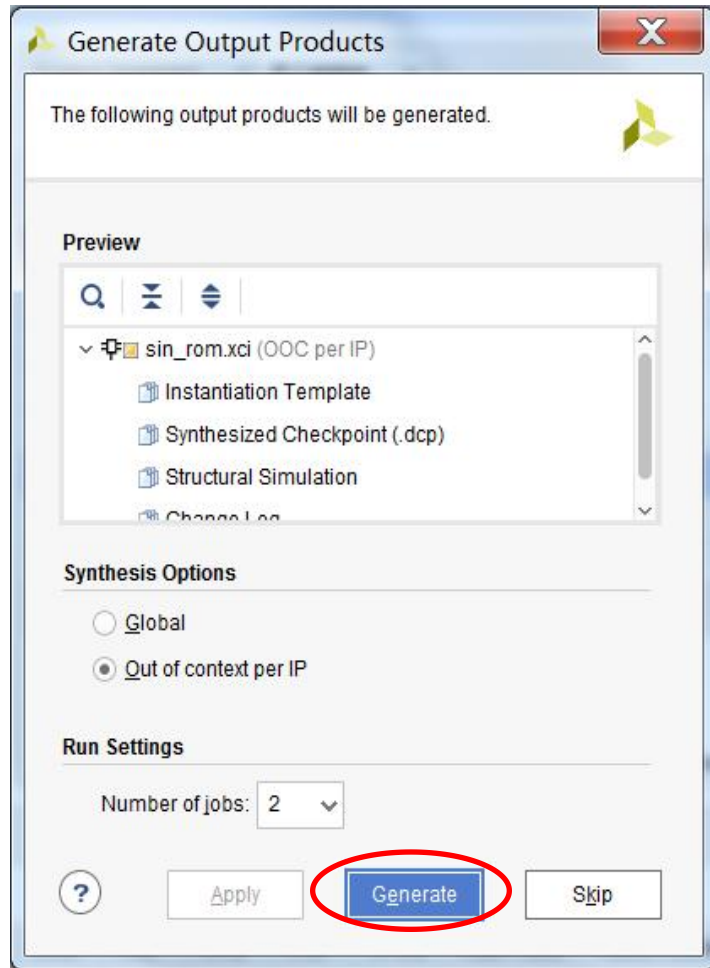 Generate Output Products
The following output products will be generated.
Preview
sin_rom.xci (OOC per IP)
Instantiation Template
Synthesized Checkpoint (.dcp)
Structural Simulation
Change Log
Synthesis Options
Global
Out of context per IP
Run Settings
Number of jobs: 2
? Apply Generate Skip